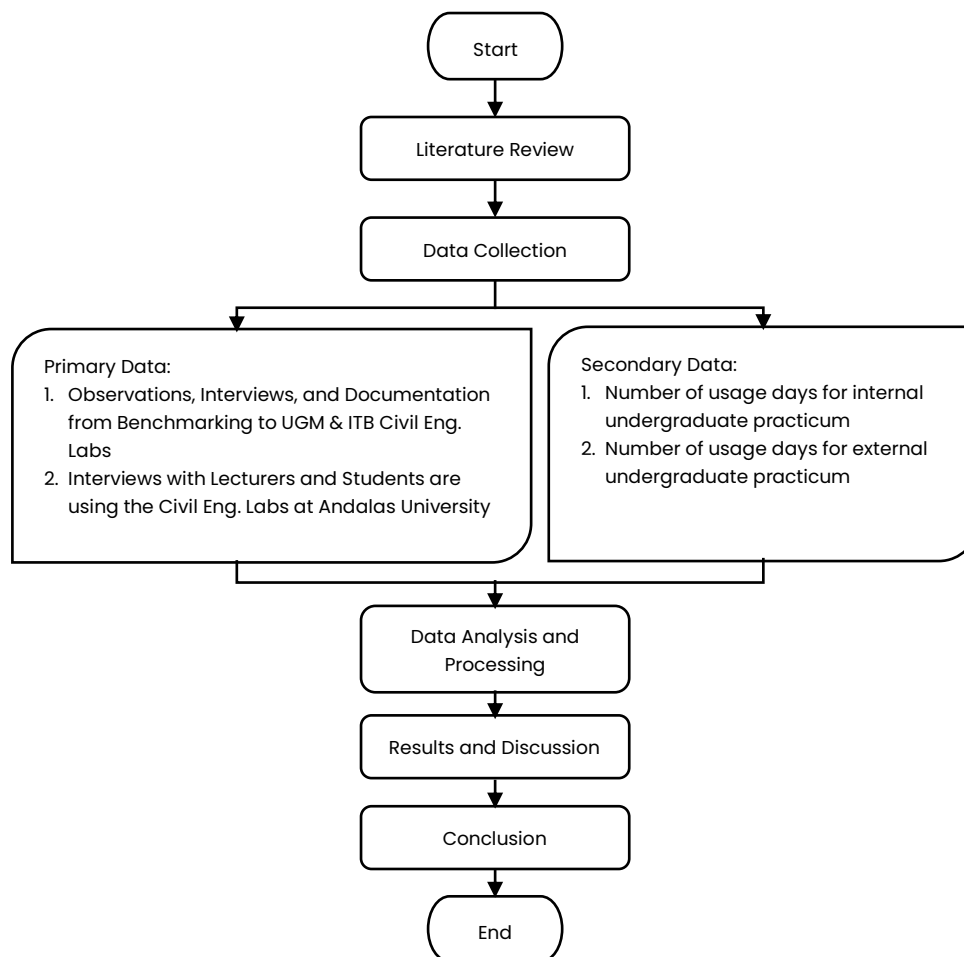 Start
Literature Review
Data Collection
Primary Data:
1. Observations, Interviews, and Documentation
from Benchmarking to UGM & ITB Civil Eng.
Labs
2. Interviews with Lecturers and Students are
using the Civil Eng. Labs at Andalas University
Secondary Data:
1. Number of usage days for internal
undergraduate practicum
2. Number of usage days for external
undergraduate practicum
Data Analysis and
Processing
Results and Discussion
Conclusion
End